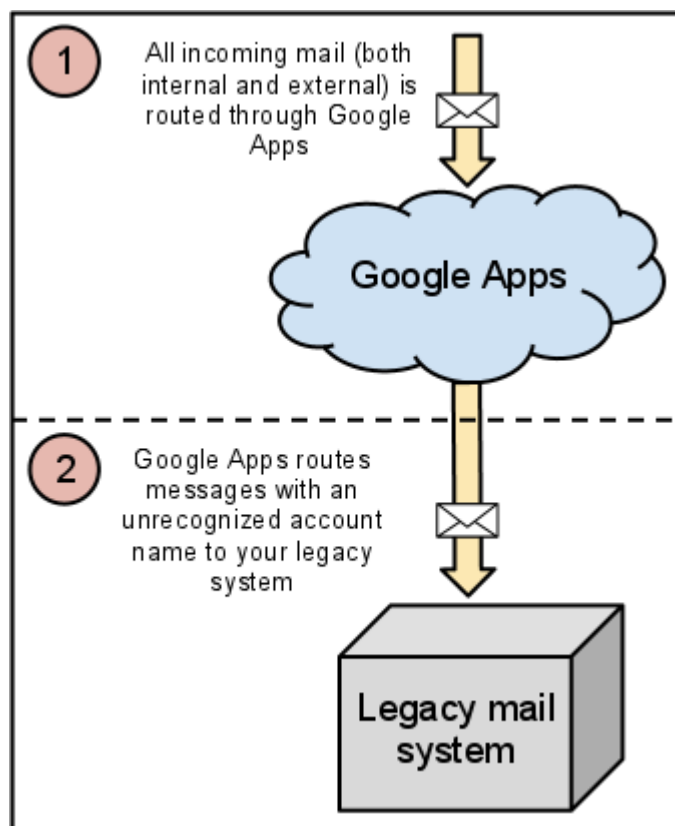 1
All incoming mail (both
internal and external) is
routed through Google
Apps
Google Apps
2
Google Apps routes
messages with an
unrecognized account
name to your legacy
system
Legacy mail
system